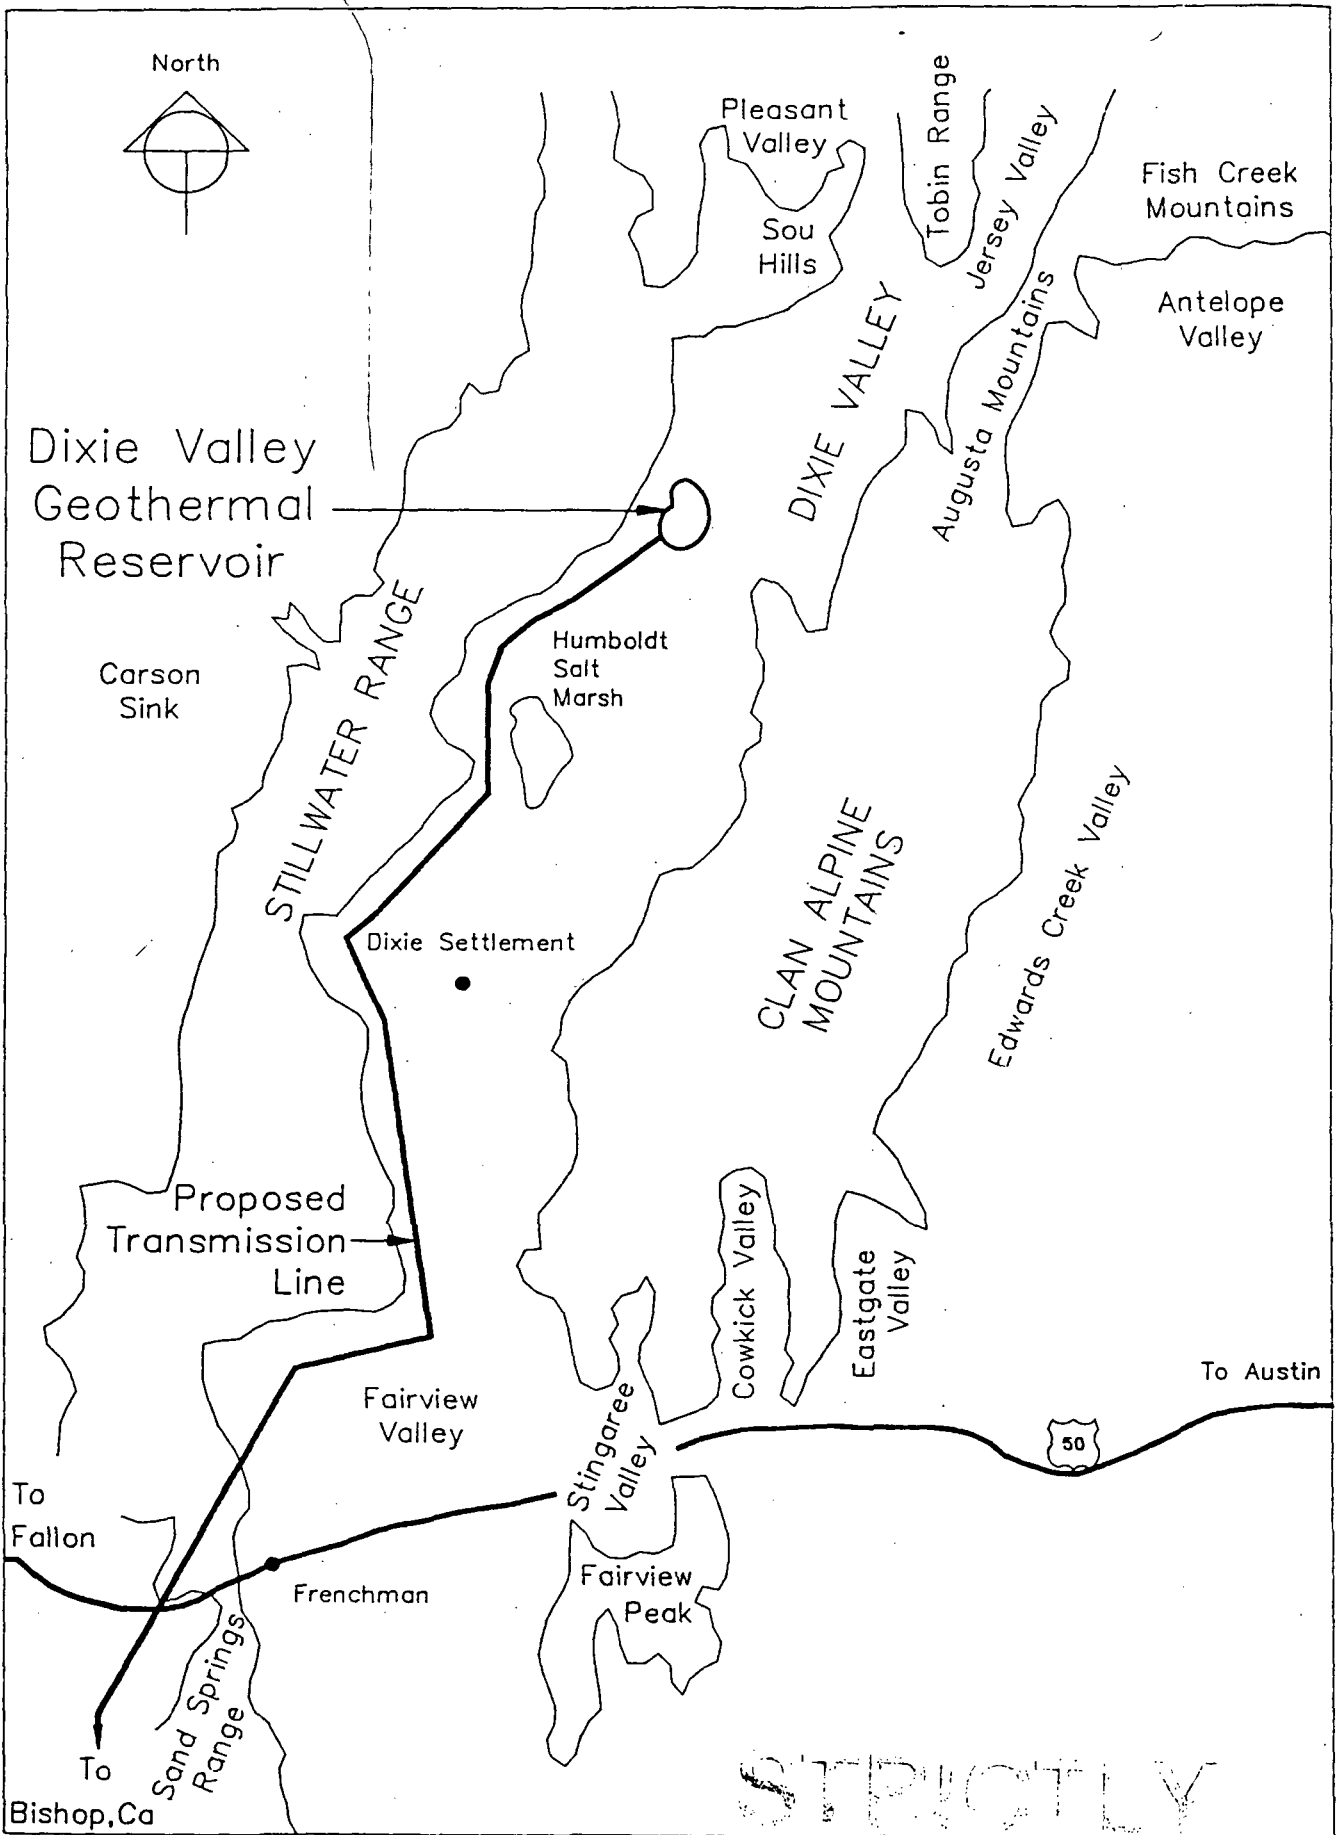 North
Pleasant
Valley
Tobin Range
Jersey Valley
Fish Creek
Mountains
Sou
Hills
Antelope
Valley
DIXIE VALLEY
Augusta Mountains
Dixie Valley
Geothermal
Reservoir
STILLWATER RANGE
Humboldt
Salt
Marsh
Carson
Sink
CLAN ALPINE
MOUNTAINS
Edwards Creek Valley
Dixie Settlement
Proposed
Transmission
Line
Cowkick Valley
Eastgate
Valley
Fairview
Valley
Stingaree
Valley
To Austin
50
To
Fallon
Frenchman
Fairview
Peak
Sand Springs
Range
To
Bishop,Ca
STRICTLY